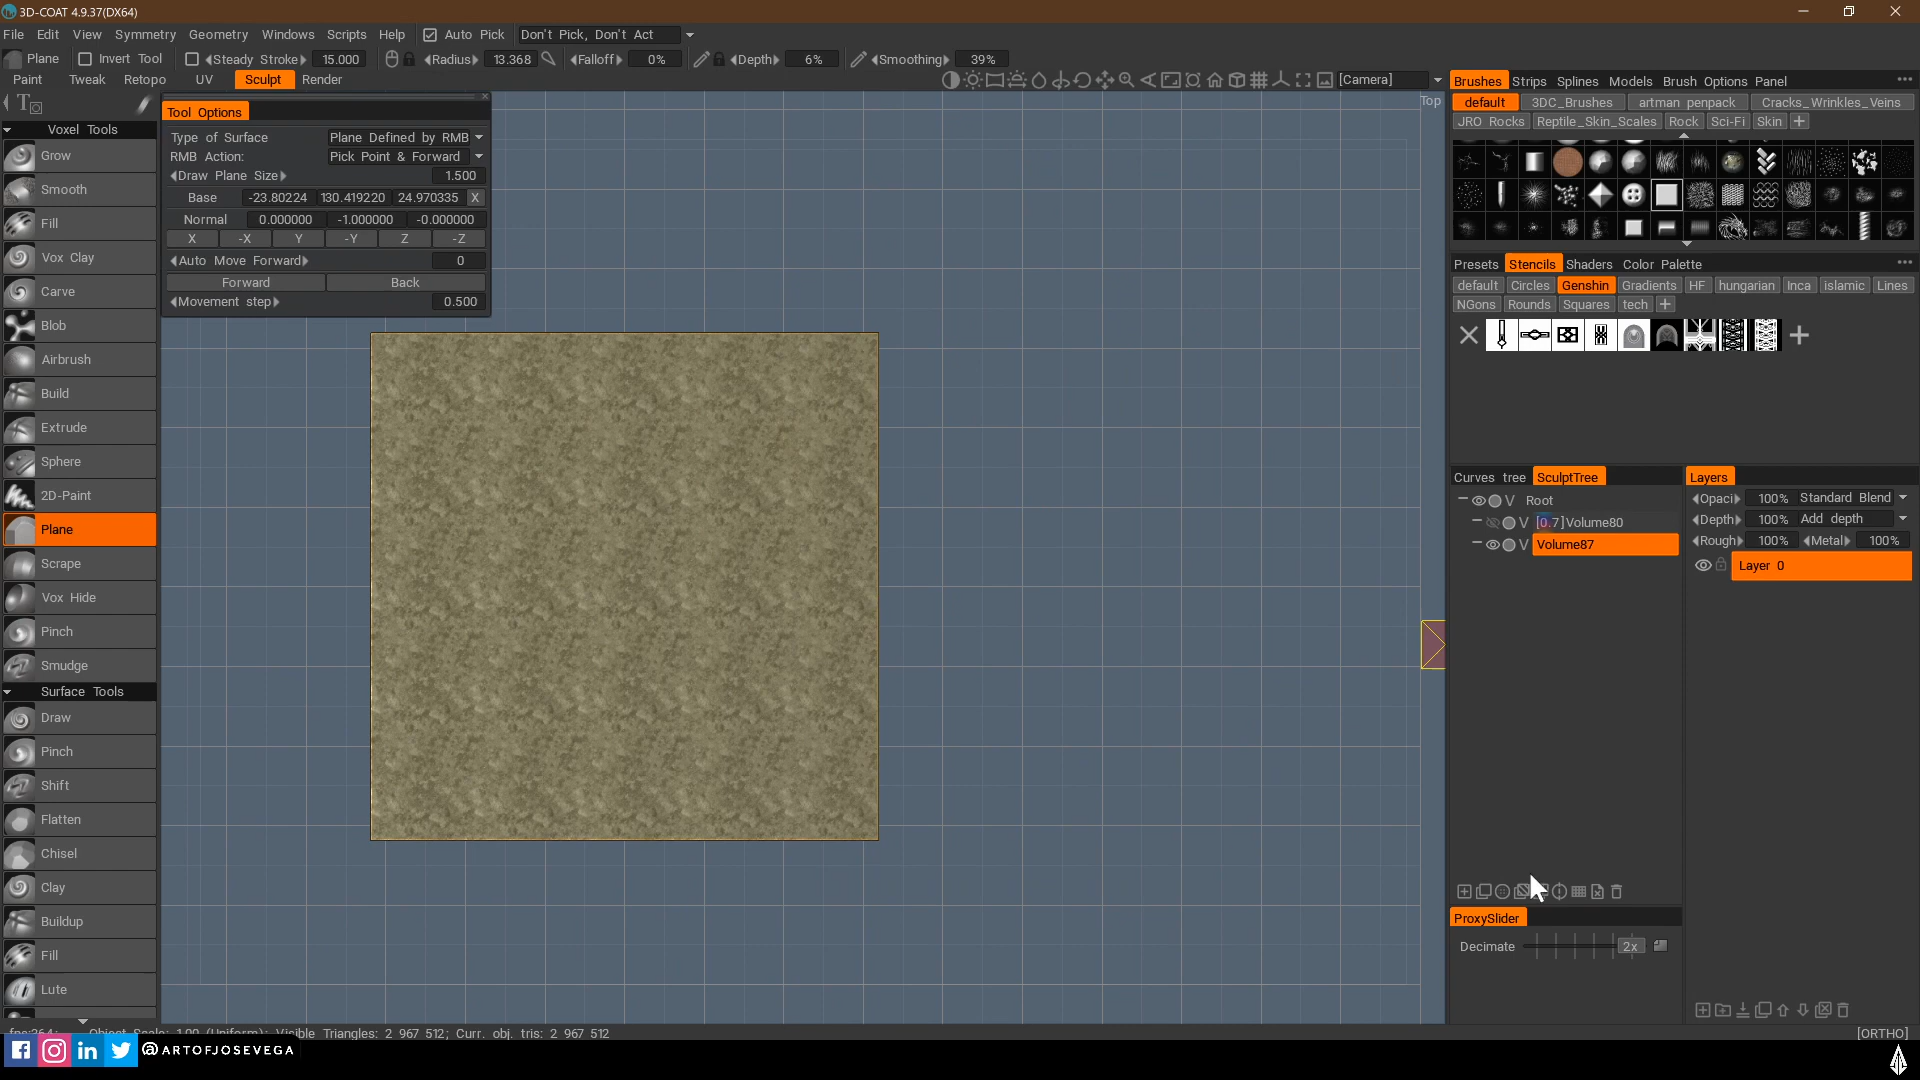 3D-COAT 4.9.37(DX64)
File Edit View Symmetry Geometry Windows Scripts Help Auto Pick Don't Pick, Don't Act
Plane Invert Tool Steady Stroke 15.000 Radius 13.368 Falloff 0% Depth 6% Smoothing 39%
Paint Tweak Retopo UV Sculpt Render [Camera]
Top
Voxel Tools
Grow
Smooth
Fill
Vox Clay
Carve
Blob
Airbrush
Build
Extrude
Sphere
2D-Paint
Plane
Scrape
Vox Hide
Pinch
Smudge
Surface Tools
Draw
Pinch
Shift
Flatten
Chisel
Clay
Buildup
Fill
Lute
Tool Options
Type of Surface Plane Defined by RMB
RMB Action: Pick Point & Forward
Draw Plane Size 1.500
Base -23.80224 130.419220 24.970335 X
Normal 0.000000 -1.000000 -0.000000
X -X Y -Y Z -Z
Auto Move Forward 0
Forward Back
Movement step 0.500
Brushes Strips Splines Models Brush Options Panel
default 3DC_Brushes artman penpack Cracks_Wrinkles_Veins
JRO Rocks Reptile_Skin_Scales Rock Sci-Fi Skin +
Presets Stencils Shaders Color Palette
default Circles Genshin Gradients HF hungarian Inca islamic Lines
NGons Rounds Squares tech +
Curves tree SculptTree
Root
V [0.7]Volume80
V Volume87
Layers
Opaci 100% Standard Blend
Depth 100% Add depth
Rough 100% Metal 100%
Layer 0
ProxySlider
Decimate 2x
fps:364; Object Scale: 1.00 (Uniform); Visible Triangles: 2 967 512; Curr. obj. tris: 2 967 512
[ORTHO]
@ARTOFJOSEVEGA